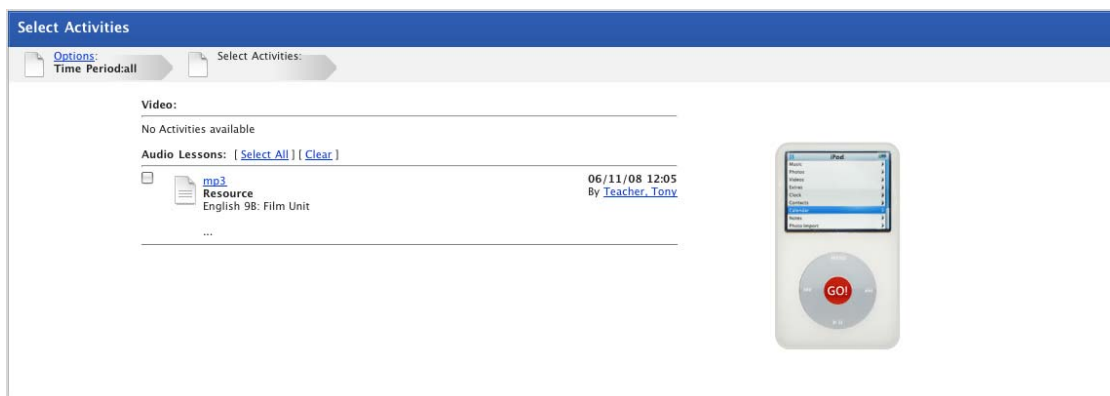 Select Activities
Options:
Time Period:all
Select Activities:
Video:
No Activities available
Audio Lessons: [ Select All ] [ Clear ]
mp3
Resource
English 9B: Film Unit
...
06/11/08 12:05
By Teacher, Tony
iPod
Music
Photos
Videos
Extras
Clock
Contacts
Calendar
Notes
Photo Import
MENU
GO!